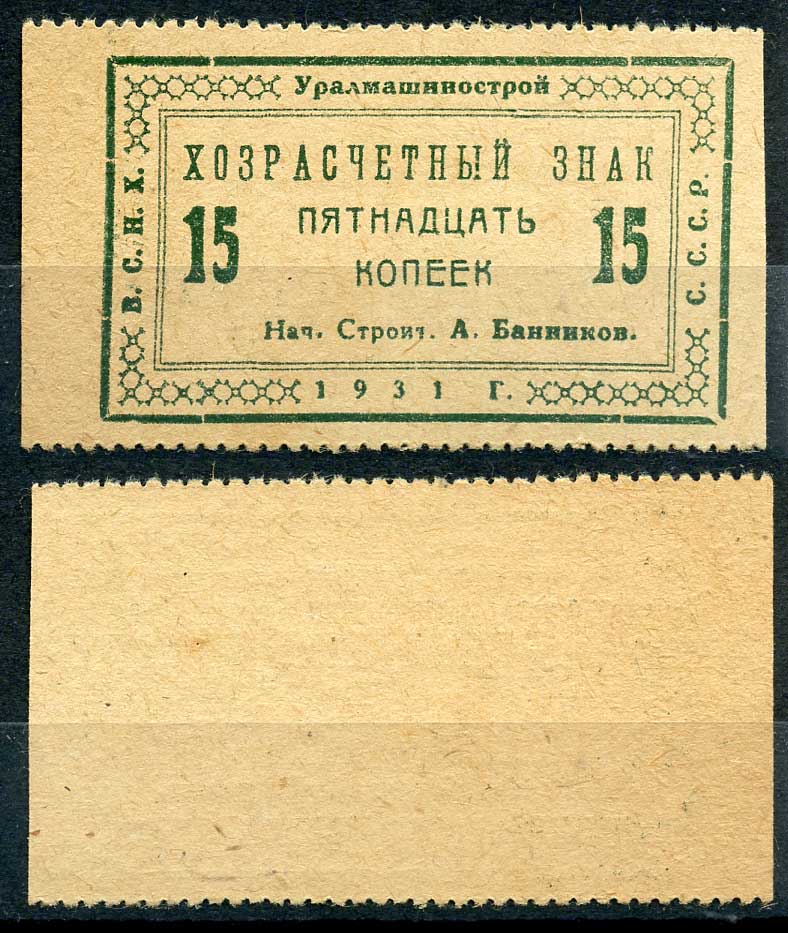 Уралмашинострой
В. С. Н. Х.
ХОЗРАСЧЕТНЫЙ ЗНАК
15 ПЯТНАДЦАТЬ 15
КОПЕЕК
Нач. Строит. А. Банников.
С. С. С. Р.
1931 Г.